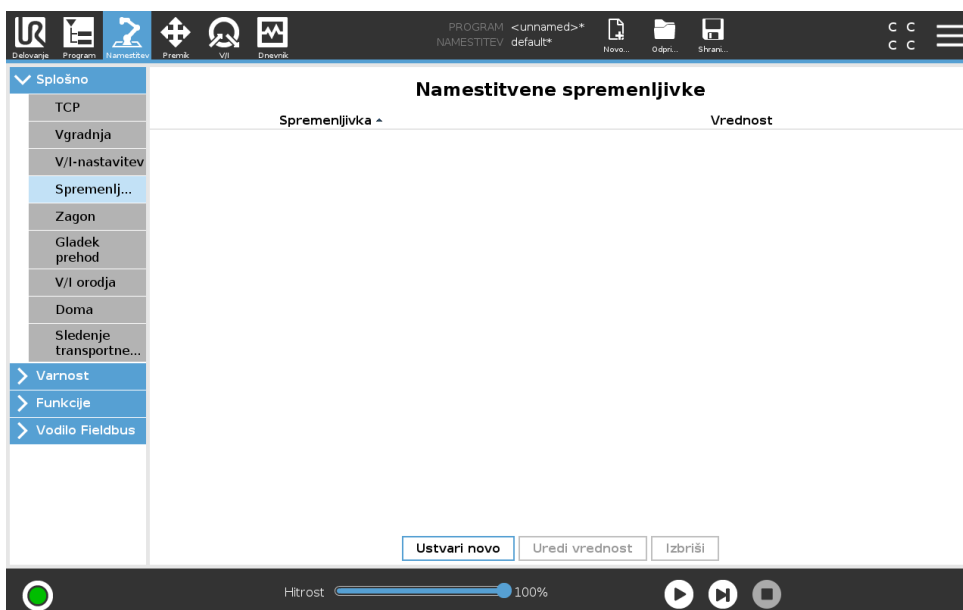 UR
PROGRAM <unnamed>*
NAMESTITEV default*
Delovanje Program Namestitev Premik V/I Dnevnik Novo... Odpri... Shrani...
C C
C C
Splošno
TCP
Vgradnja
V/I-nastavitev
Spremenlj...
Zagon
Gladek
prehod
V/I orodja
Doma
Sledenje
transportne...
Varnost
Funkcije
Vodilo Fieldbus
Namestitvene spremenljivke
Spremenljivka Vrednost
Ustvari novo Uredi vrednost Izbriši
Hitrost 100%